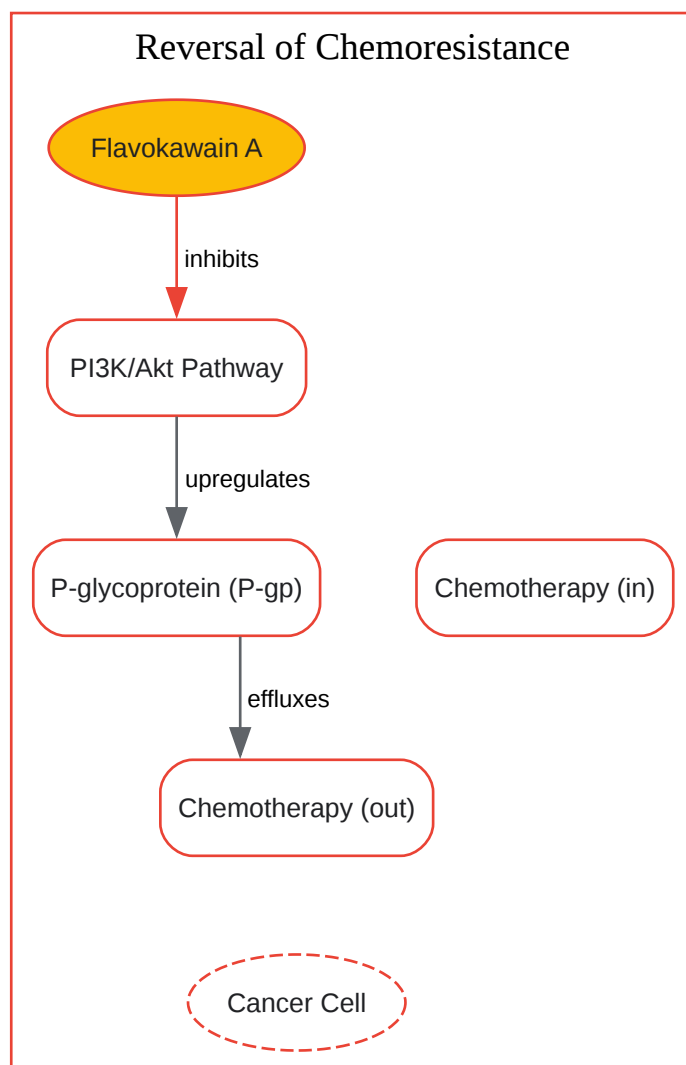 Reversal of Chemoresistance
Flavokawain A
inhibits
PI3K/Akt Pathway
upregulates
P-glycoprotein (P-gp)
Chemotherapy (in)
effluxes
Chemotherapy (out)
Cancer Cell